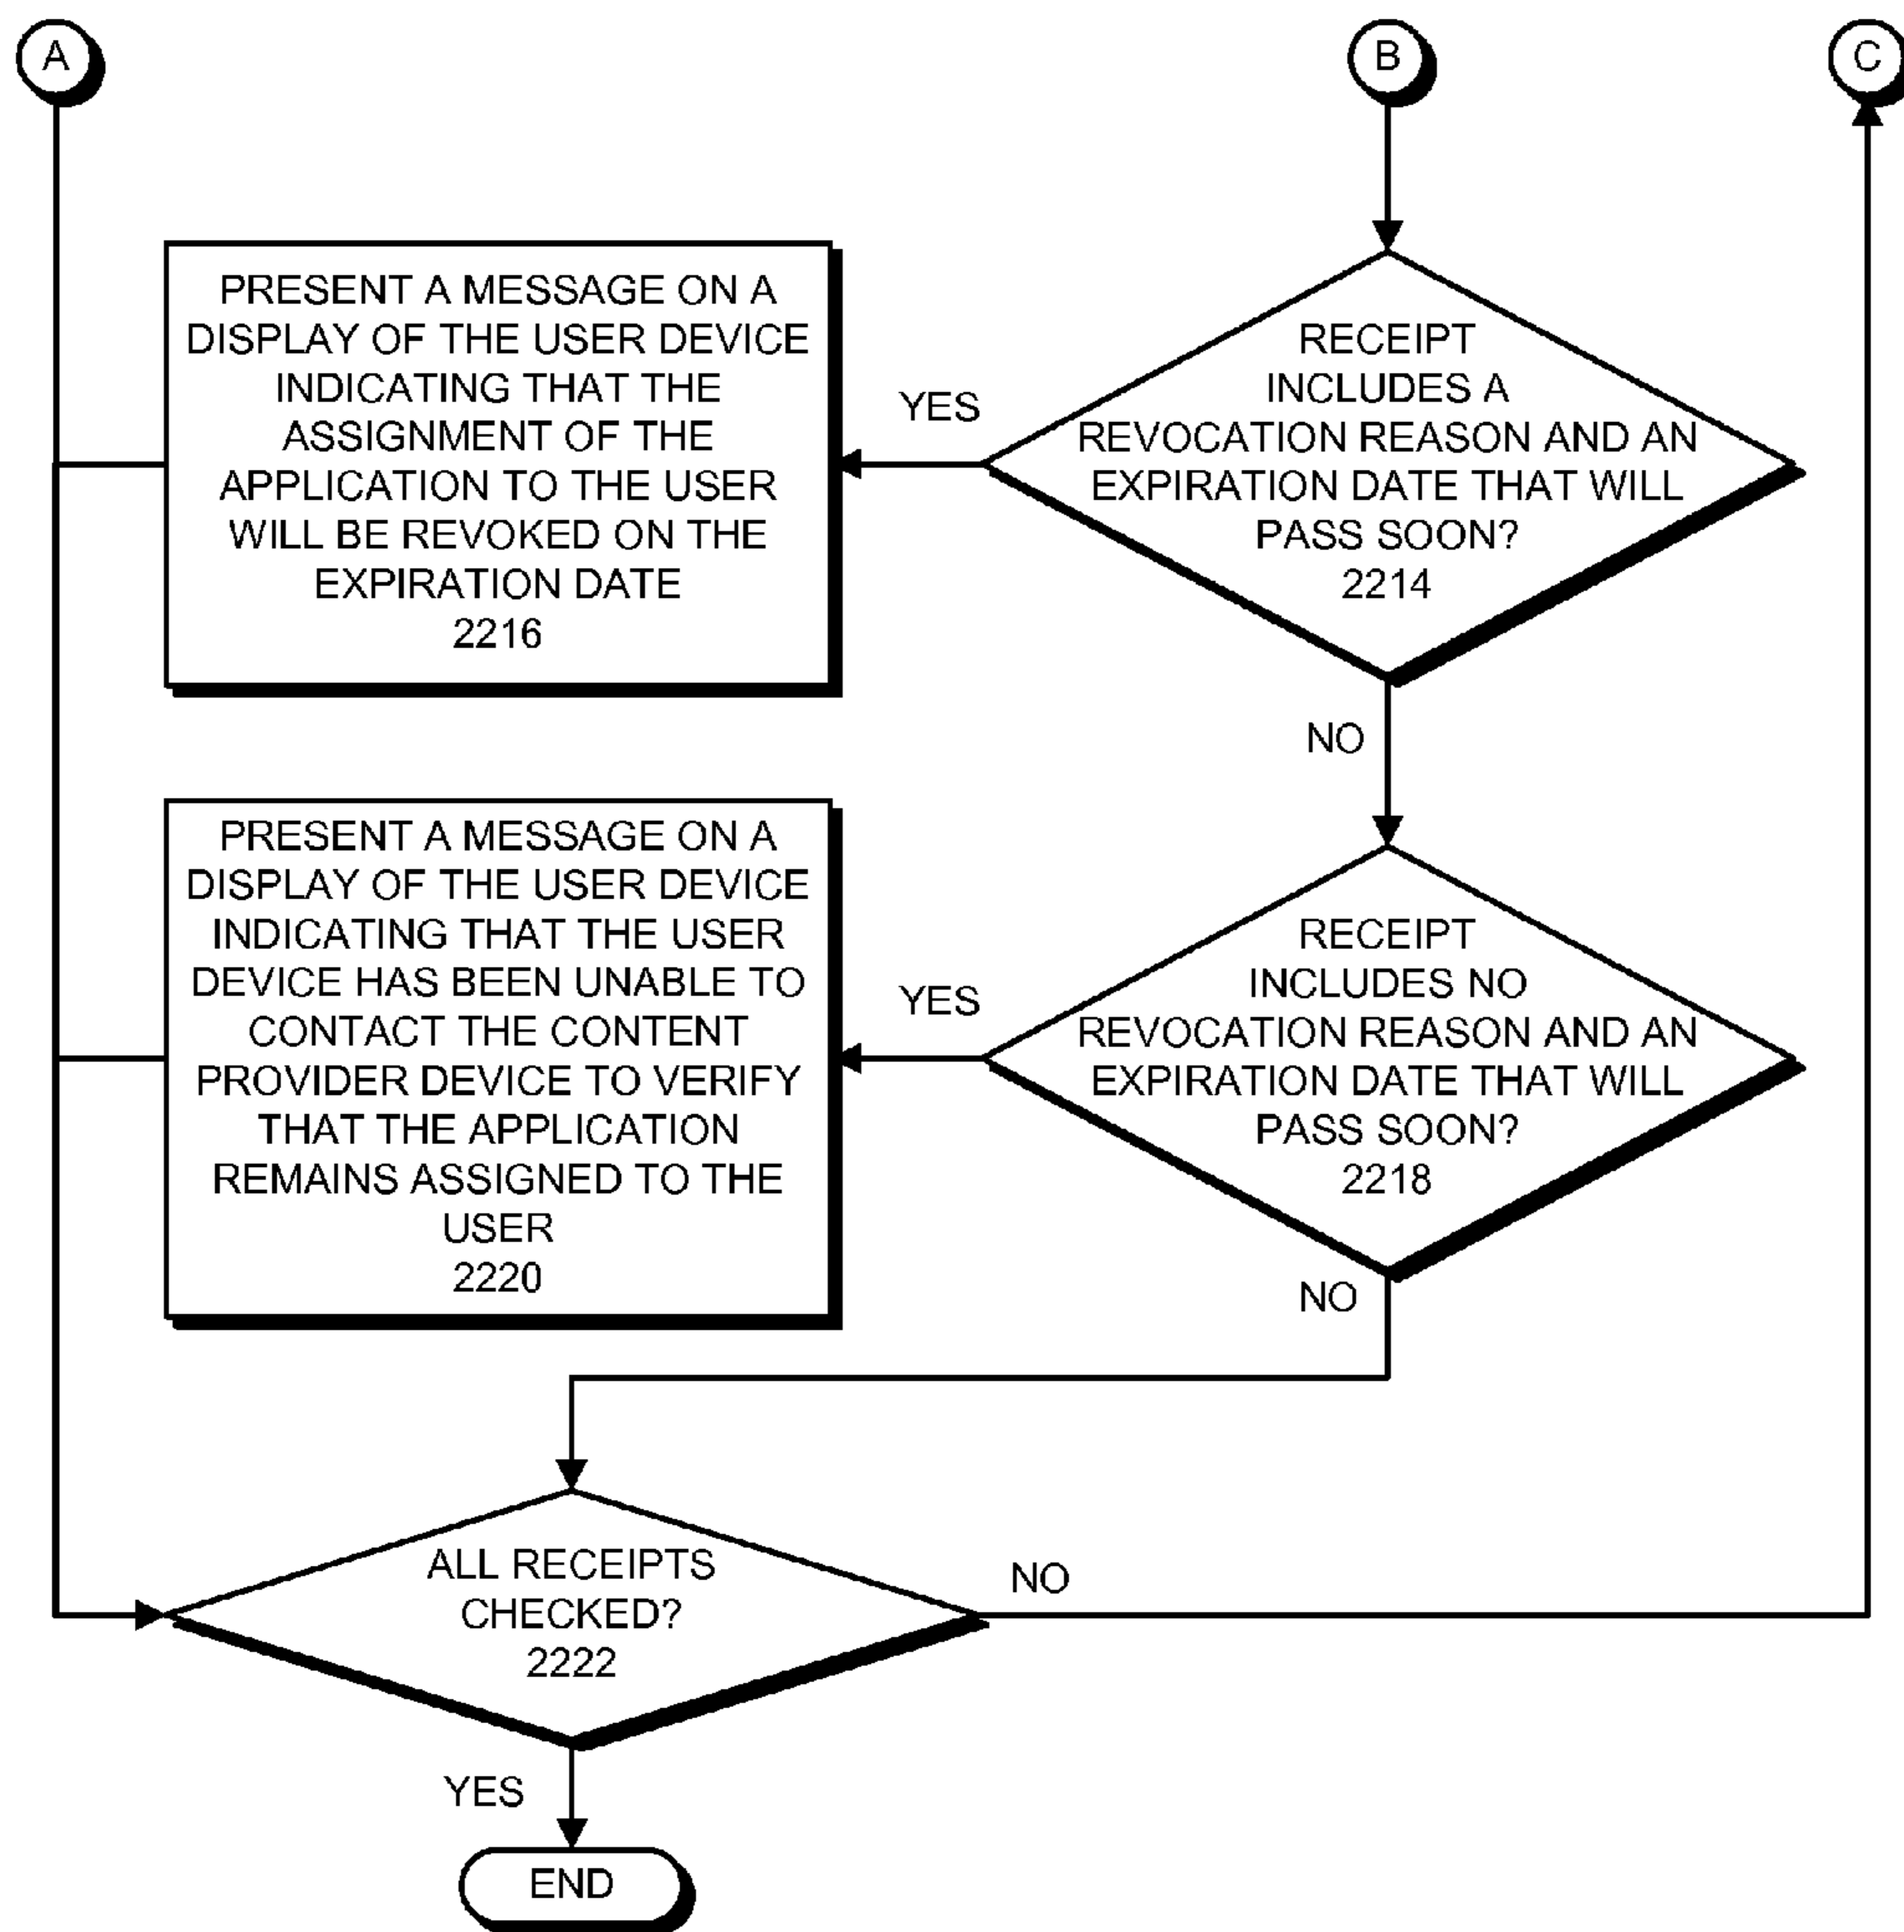 A
B
C
PRESENT A MESSAGE ON A
DISPLAY OF THE USER DEVICE
INDICATING THAT THE
ASSIGNMENT OF THE
APPLICATION TO THE USER
WILL BE REVOKED ON THE
EXPIRATION DATE
2216
YES
RECEIPT
INCLUDES A
REVOCATION REASON AND AN
EXPIRATION DATE THAT WILL
PASS SOON?
2214
NO
PRESENT A MESSAGE ON A
DISPLAY OF THE USER DEVICE
INDICATING THAT THE USER
DEVICE HAS BEEN UNABLE TO
CONTACT THE CONTENT
PROVIDER DEVICE TO VERIFY
THAT THE APPLICATION
REMAINS ASSIGNED TO THE
USER
2220
YES
RECEIPT
INCLUDES NO
REVOCATION REASON AND AN
EXPIRATION DATE THAT WILL
PASS SOON?
2218
NO
ALL RECEIPTS
CHECKED?
2222
NO
YES
END